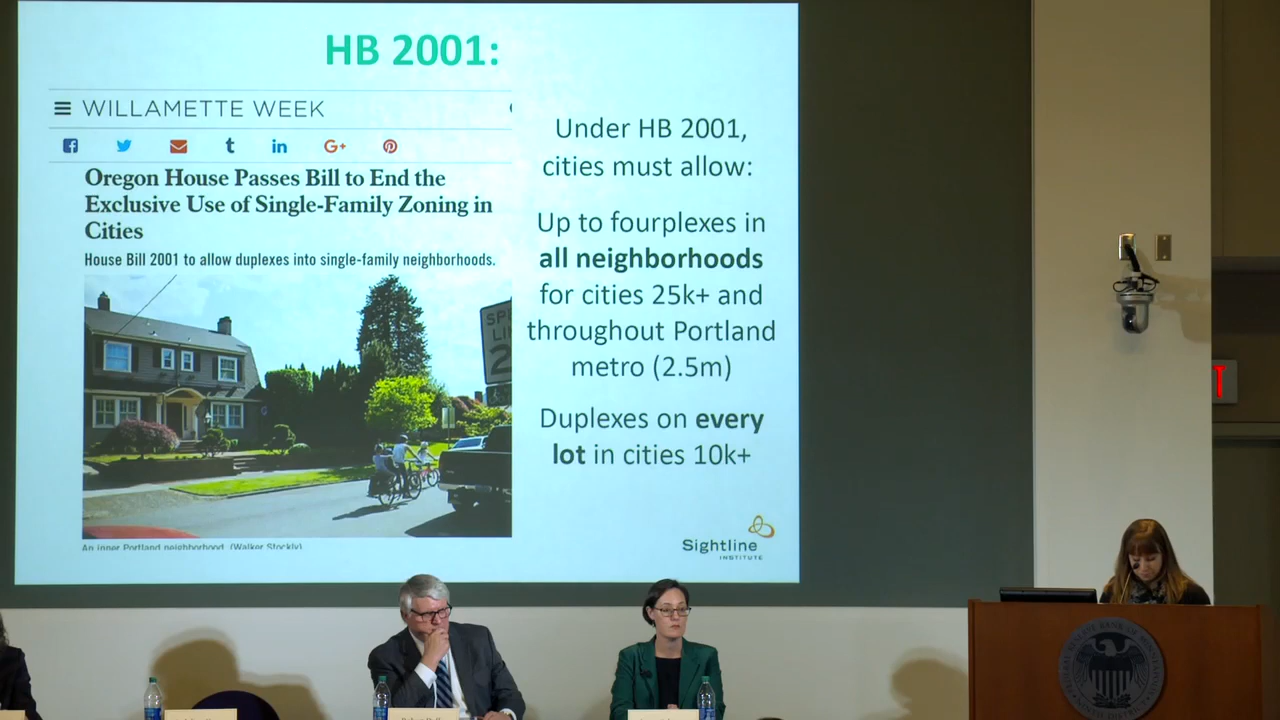 HB 2001:
WILLAMETTE WEEK
Oregon House Passes Bill to End the
Exclusive Use of Single-Family Zoning in
Cities
House Bill 2001 to allow duplexes into single-family neighborhoods.
An inner Portland neighborhood. (Walker Stockly)
Under HB 2001,
cities must allow:
Up to fourplexes in
all neighborhoods
for cities 25k+ and
throughout Portland
metro (2.5m)
Duplexes on every
lot in cities 10k+
Sightline
INSTITUTE